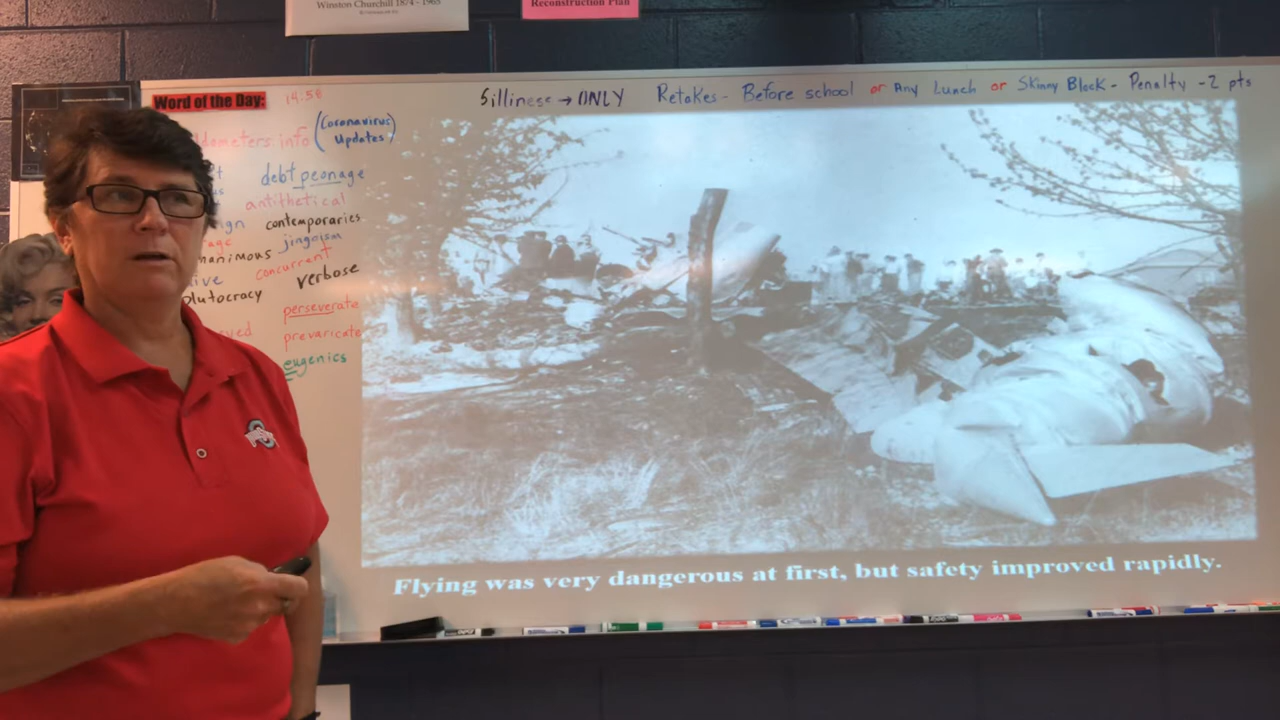 Winston Churchill 1874 - 1965
Reconstruction Plan
Word of the Day:
Silliness → ONLY Retakes - Before school or Any Lunch or Skinny Block - Penalty -2 pts
(Coronavirus
Updates)
info
debt peonage
antithetical
contemporaries
jingoism
concurrent
verbose
plutocracy
perseverate
prevaricate
eugenics
Flying was very dangerous at first, but safety improved rapidly.